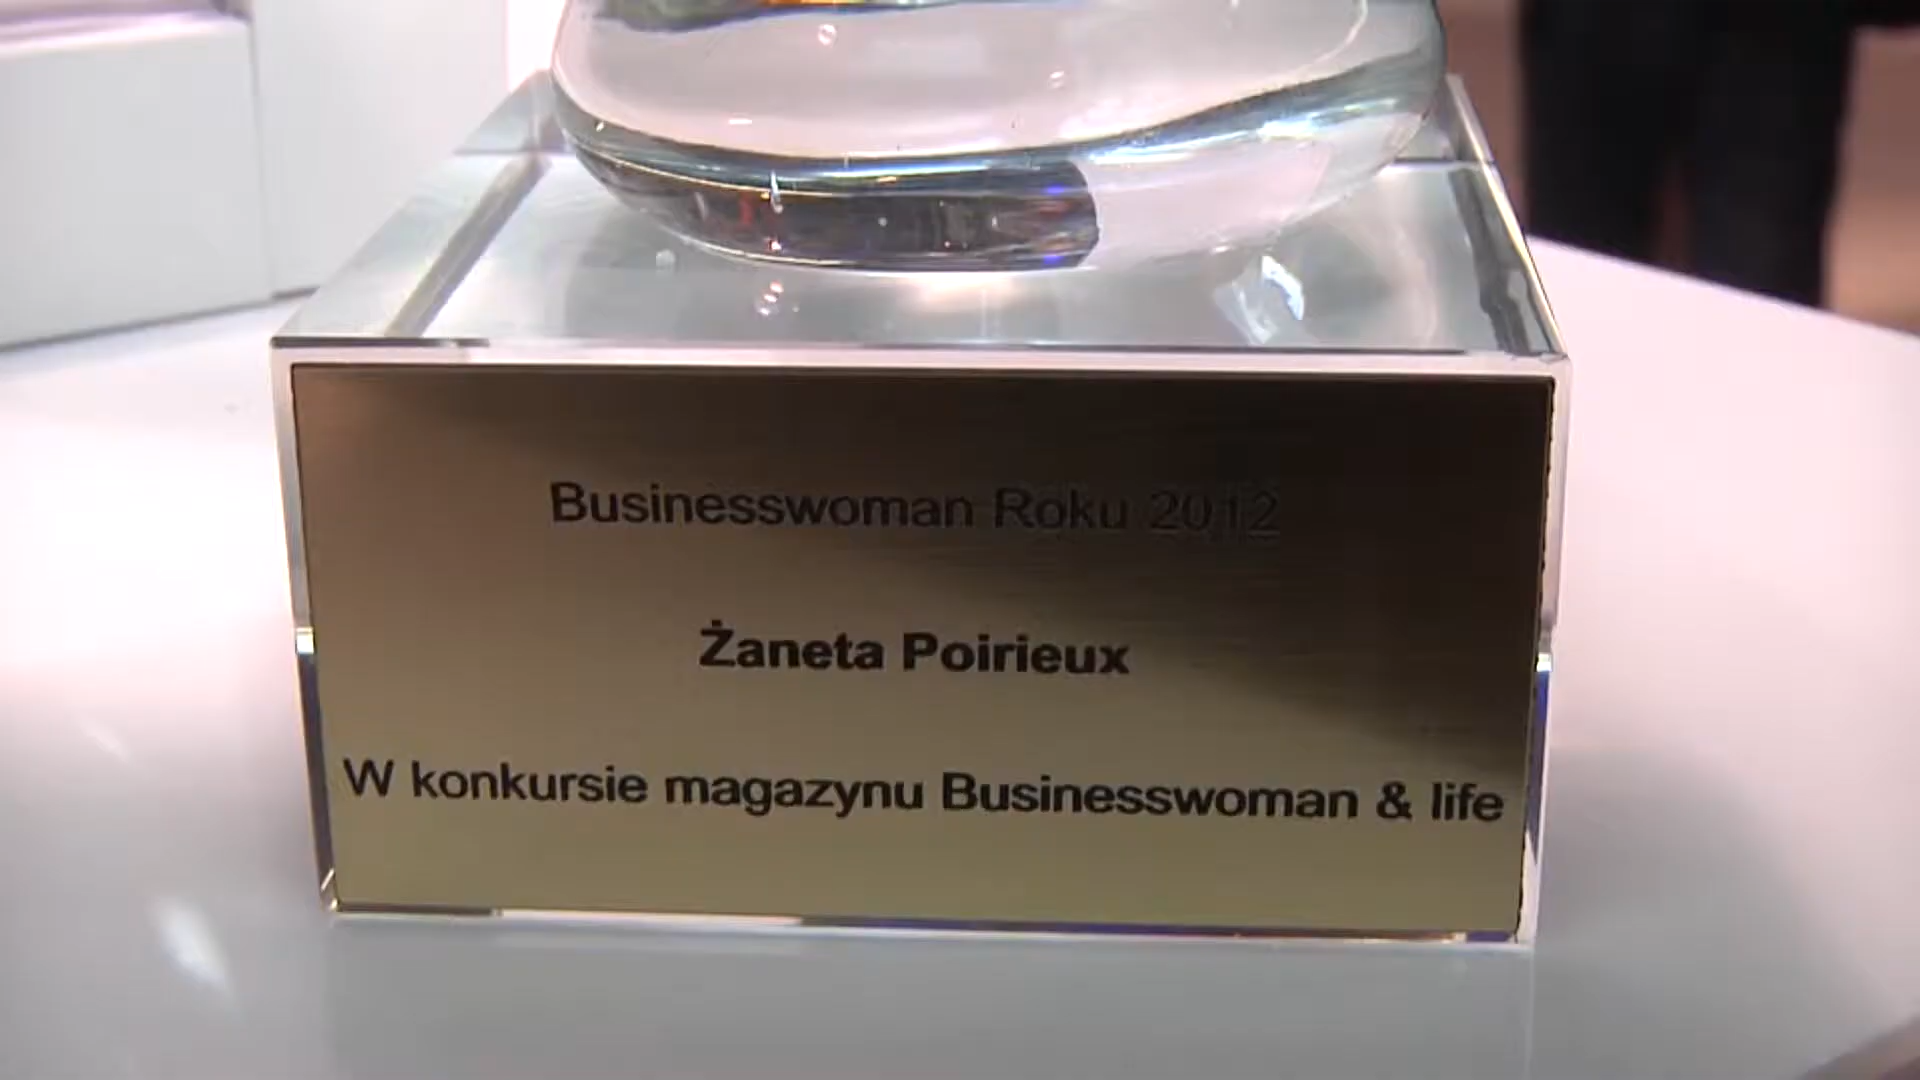 Businesswoman Roku 2012
Żaneta Poirieux
W konkursie magazynu Businesswoman & life